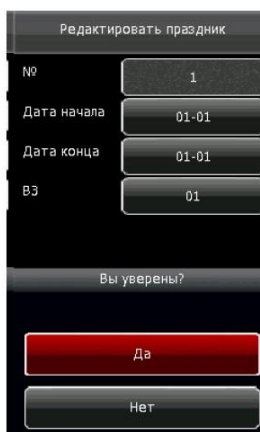 Редактировать праздник
№ 1
Дата начала 01-01
Дата конца 01-01
ВЗ 01
Вы уверены?
Да
Нет